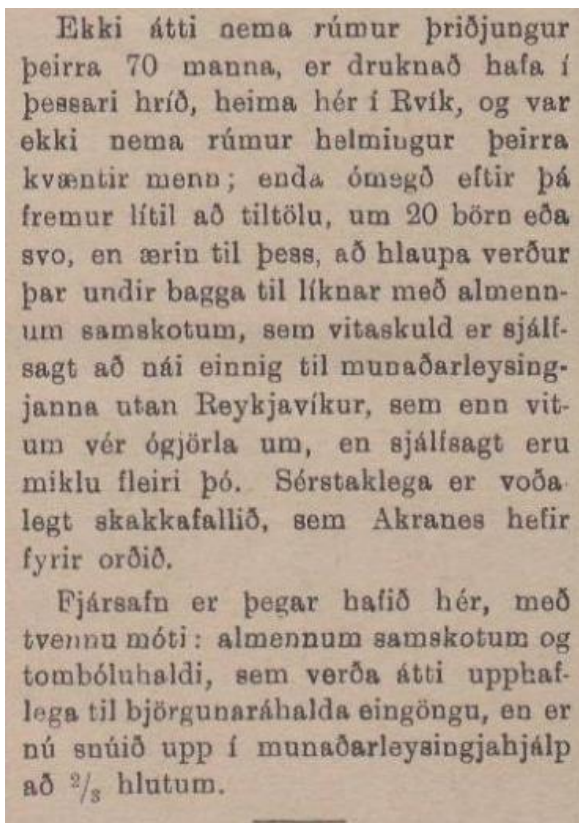 Ekki átti nema rúmur þriðjungur
þeirra 70 manna, er druknað hafa í
þessari hríð, heima hér í Rvík, og var
ekki nema rúmur helmingur þeirra
kvæntir menn; enda ómegð eftir þá
fremur lítil að tiltölu, um 20 börn eða
svo, en ærin til þess, að hlaupa verður
þar undir bagga til líknar með almenn-
um samskotum, sem vitaskuld er sjálf-
sagt að nái einnig til munaðarleysing-
janna utan Reykjavíkur, sem enn vit-
um vér ógjörla um, en sjálfsagt eru
miklu fleiri þó. Sérstaklega er voða-
legt skakkafallið, sem Akranes hefir
fyrir orðið.
Fjársafn er þegar hafið hér, með
tvennu móti: almennum samskotum og
tombóluhaldi, sem verða átti upphaf-
lega til björgunaráhalda eingöngu, en er
nú snúið upp í munaðarleysingjahjálp
að 2/3 hlutum.